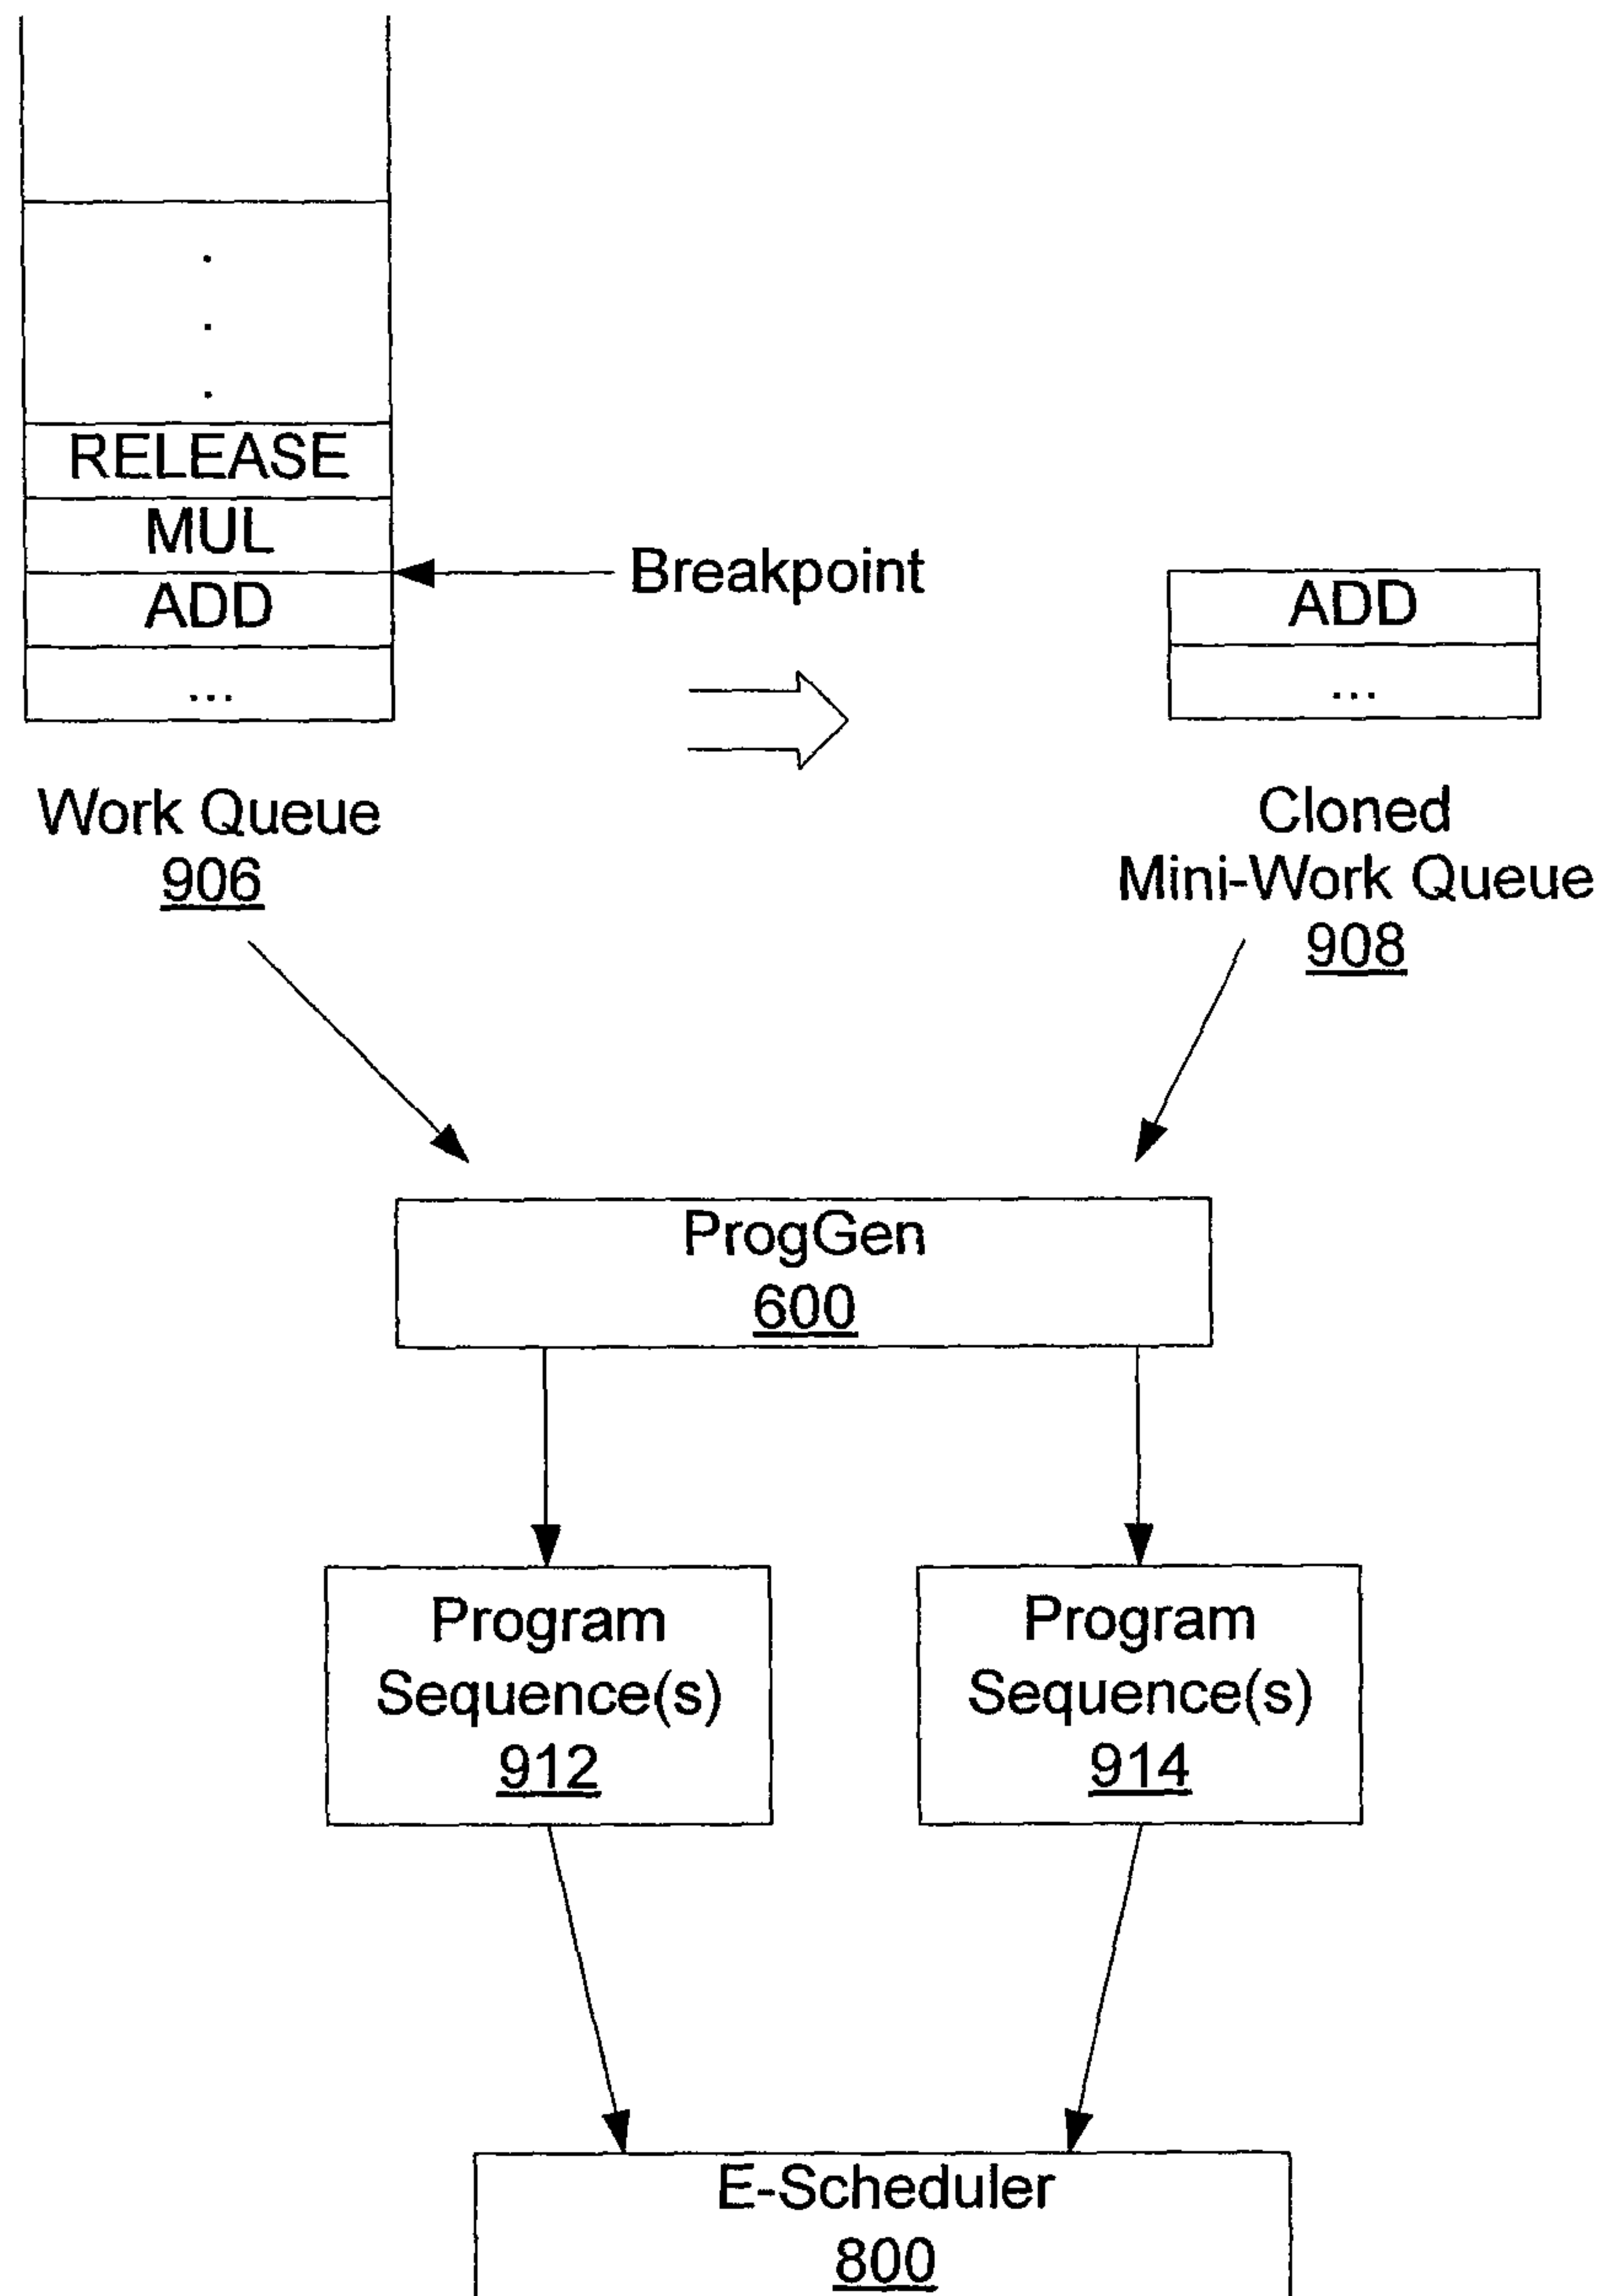 RELEASE
MUL
ADD
...
Breakpoint
ADD
...
Work Queue
906
Cloned
Mini-Work Queue
908
ProgGen
600
Program
Sequence(s)
912
Program
Sequence(s)
914
E-Scheduler
800